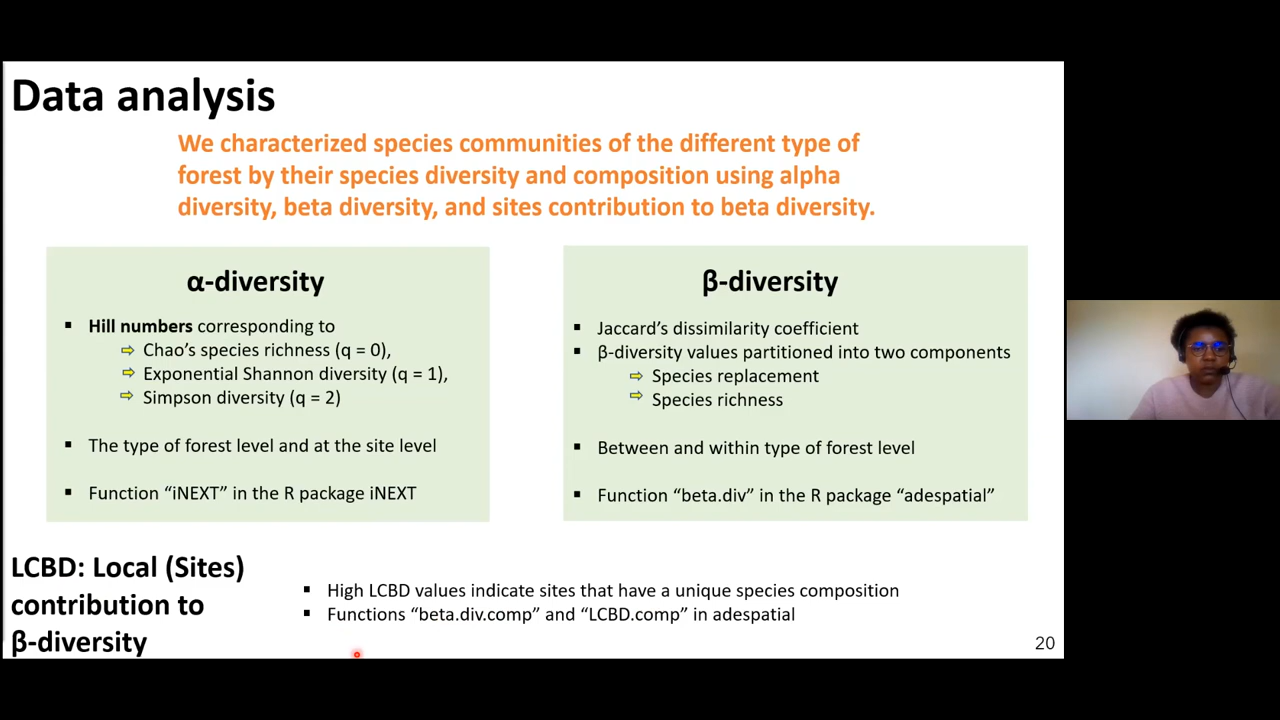 Data analysis
We characterized species communities of the different type of
forest by their species diversity and composition using alpha
diversity, beta diversity, and sites contribution to beta diversity.
α-diversity
▪ Hill numbers corresponding to
⇨ Chao's species richness (q = 0),
⇨ Exponential Shannon diversity (q = 1),
⇨ Simpson diversity (q = 2)
▪ The type of forest level and at the site level
▪ Function “iNEXT” in the R package iNEXT
β-diversity
▪ Jaccard's dissimilarity coefficient
▪ β-diversity values partitioned into two components
⇨ Species replacement
⇨ Species richness
▪ Between and within type of forest level
▪ Function “beta.div” in the R package “adespatial”
LCBD: Local (Sites)
contribution to
β-diversity
▪ High LCBD values indicate sites that have a unique species composition
▪ Functions “beta.div.comp” and “LCBD.comp” in adespatial
20